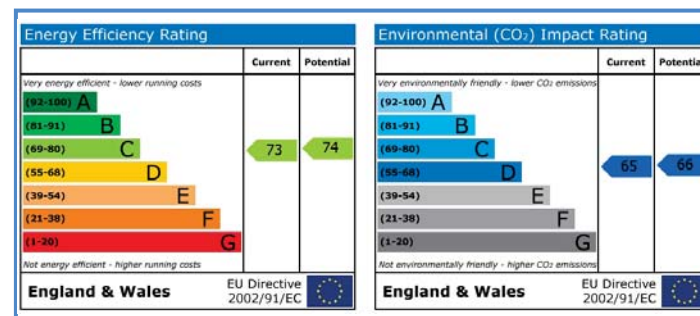 Energy Efficiency Rating
Current Potential
Very energy efficient - lower running costs
(92-100) A
(81-91) B
(69-80) C
73 74
(55-68) D
(39-54) E
(21-38) F
(1-20) G
Not energy efficient - higher running costs
England & Wales
EU Directive
2002/91/EC
Environmental (CO₂) Impact Rating
Current Potential
Very environmentally friendly - lower CO₂ emissions
(92-100) A
(81-91) B
(69-80) C
(55-68) D
65 66
(39-54) E
(21-38) F
(1-20) G
Not environmentally friendly - higher CO₂ emissions
England & Wales
EU Directive
2002/91/EC